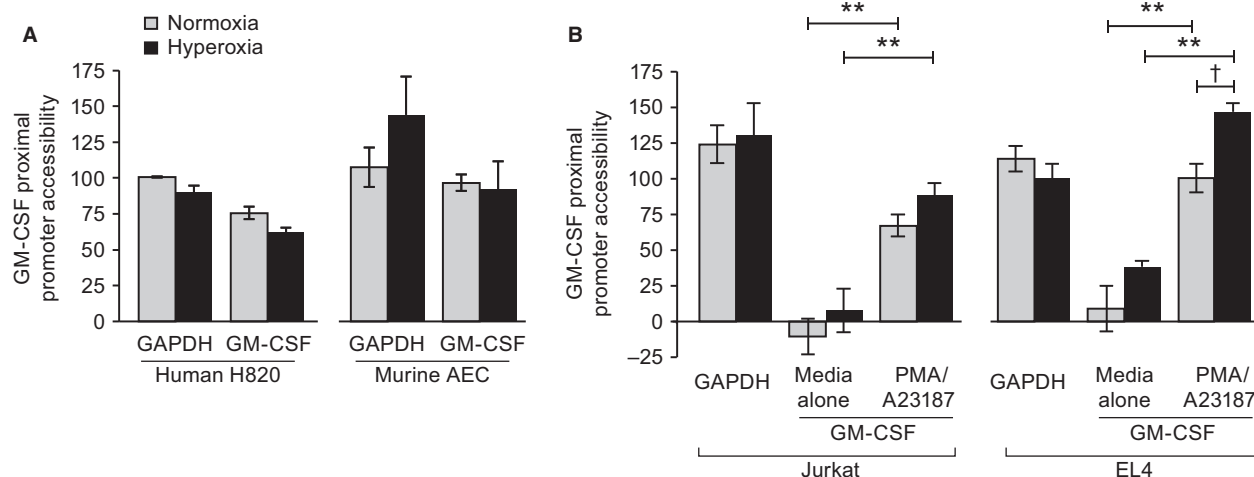 A
Normoxia
Hyperoxia
GM-CSF proximal
promoter accessibility
175
150
125
100
75
50
25
0
GAPDH GM-CSF GAPDH GM-CSF
Human H820 Murine AEC
B
** **
** **
†
GM-CSF proximal
promoter accessibility
175
150
125
100
75
50
25
0
−25
GAPDH Media alone PMA/A23187 GAPDH Media alone PMA/A23187
GM-CSF GM-CSF
Jurkat EL4